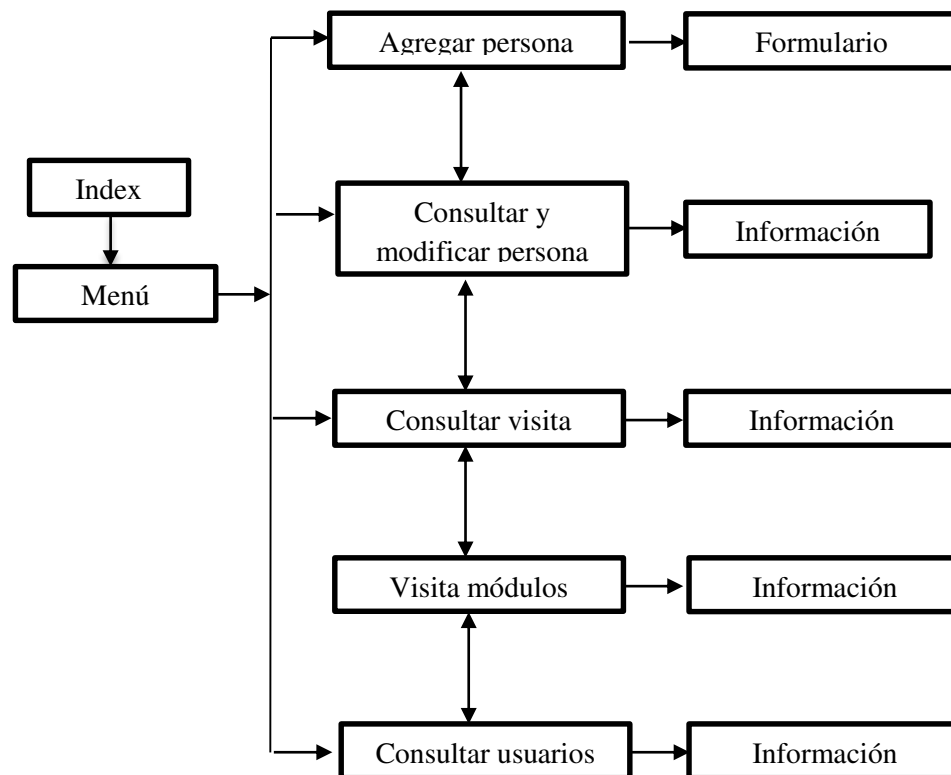 Agregar persona
Formulario
Index
Consultar y
modificar persona
Información
Menú
Consultar visita
Información
Visita módulos
Información
Consultar usuarios
Información